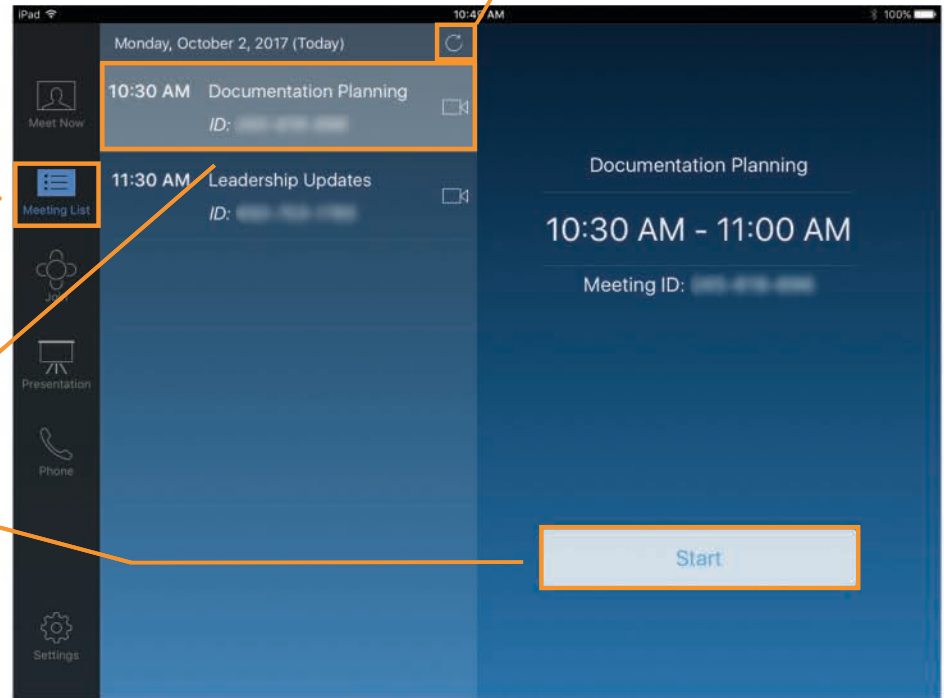 iPad 10:49 AM 100%
Monday, October 2, 2017 (Today)
10:30 AM Documentation Planning
ID:
11:30 AM Leadership Updates
ID:
Meet Now
Meeting List
Join
Presentation
Phone
Settings
Documentation Planning
10:30 AM - 11:00 AM
Meeting ID:
Start